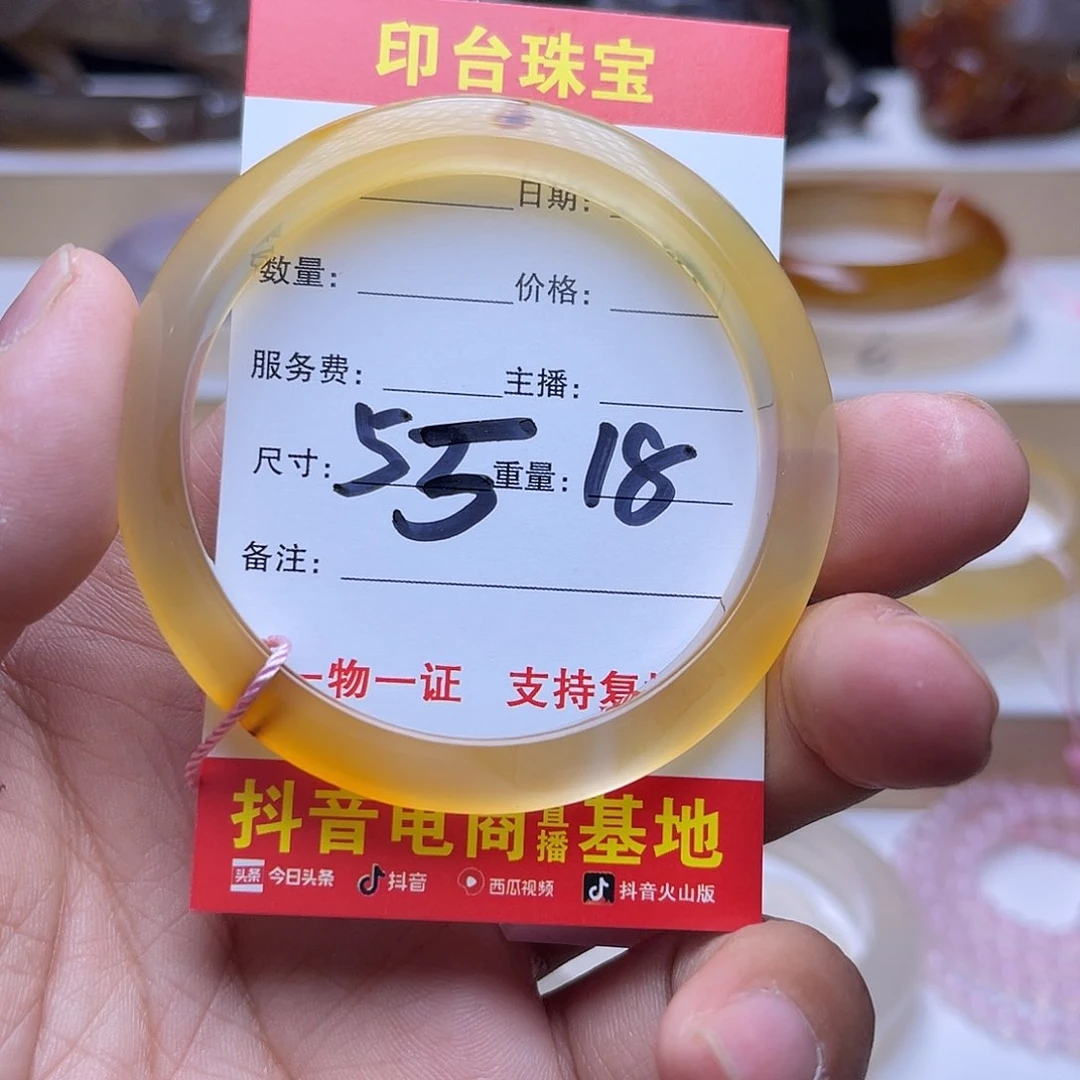 印台珠宝
日期:
数量: 价格:
服务费: 主播:
尺寸: 55 重量: 18
备注:
一物一证 支持复
抖音电商直播基地
头条 今日头条 抖音 西瓜视频 抖音火山版